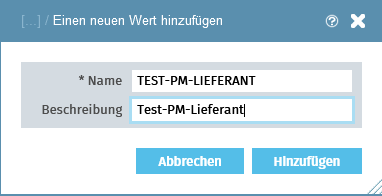 [...] / Einen neuen Wert hinzufügen
* Name TEST-PM-LIEFERANT
Beschreibung Test-PM-Lieferant
Abbrechen Hinzufügen